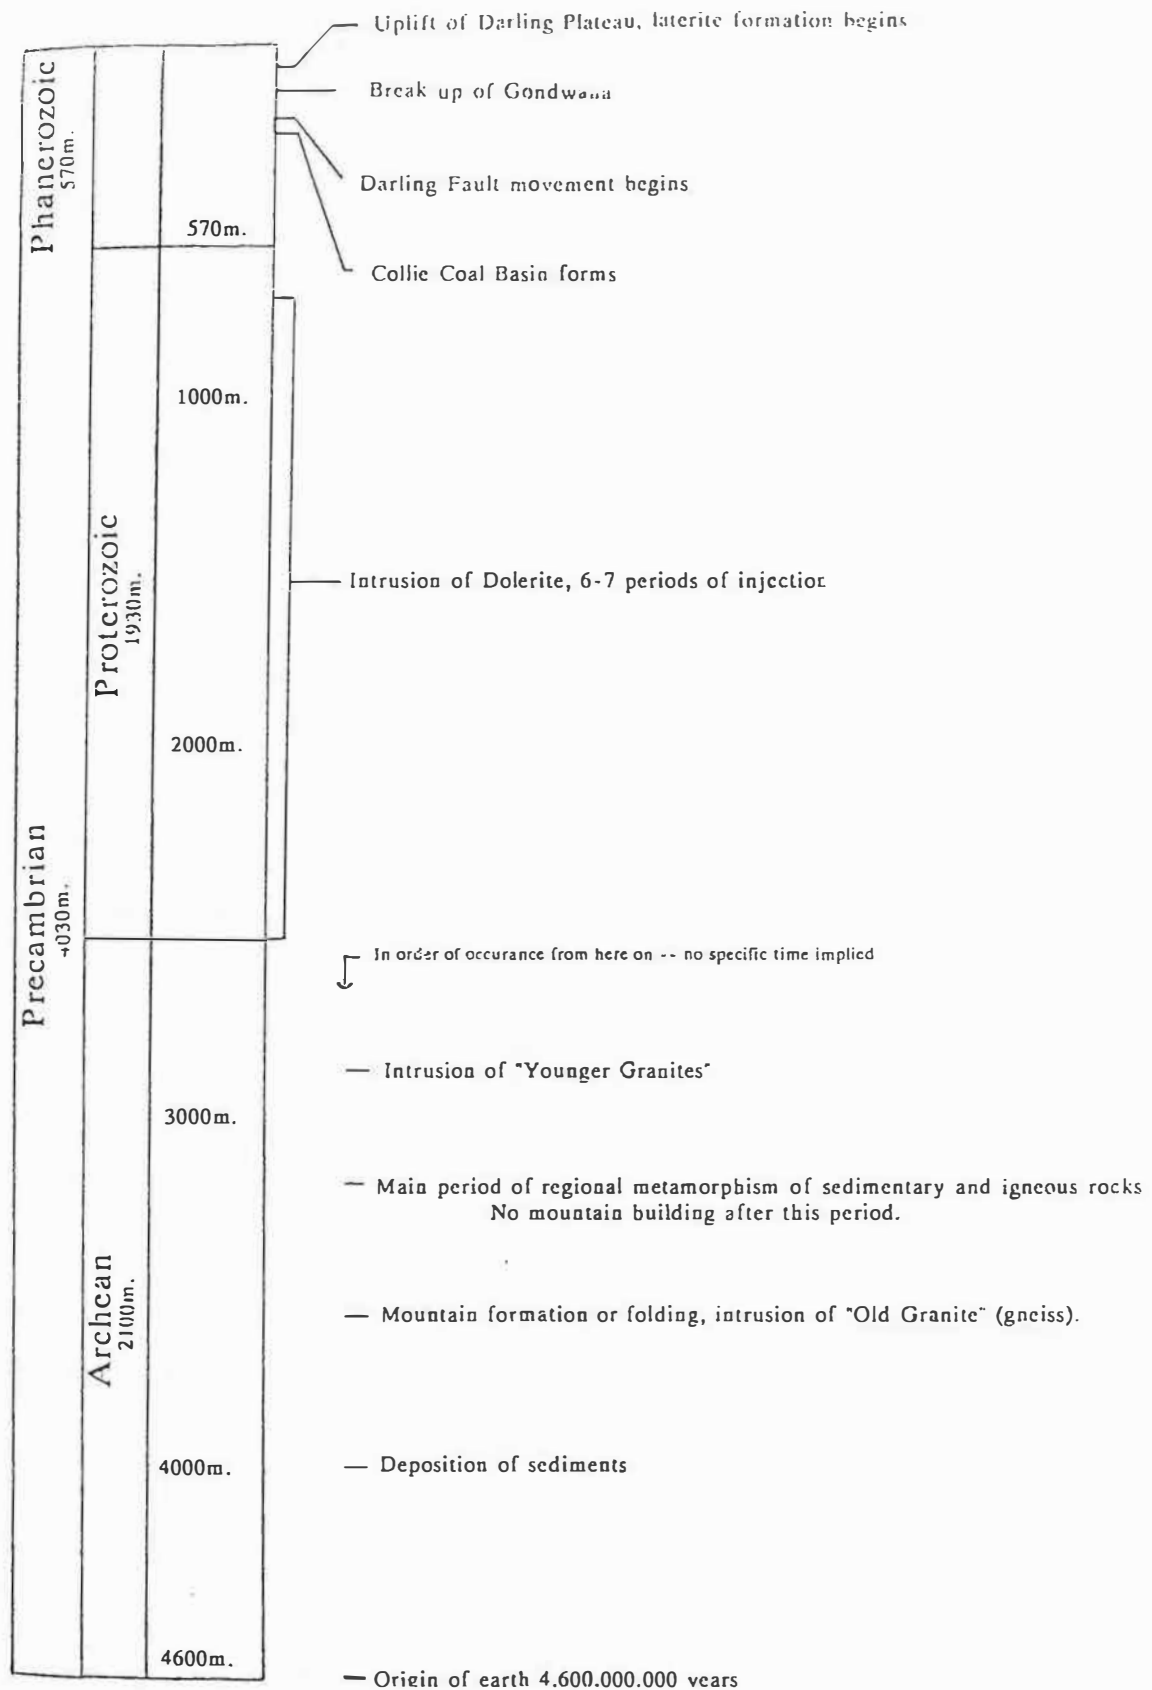 Uplift of Darling Plateau, laterite formation begins
Break up of Gondwana
Phanerozoic
570m.
Darling Fault movement begins
570m.
Collie Coal Basin forms
1000m.
Proterozoic
1930m.
Intrusion of Dolerite, 6-7 periods of injection
2000m.
Precambrian
4030m.
In order of occurance from here on -- no specific time implied
Intrusion of "Younger Granites"
3000m.
Main period of regional metamorphism of sedimentary and igneous rocks
No mountain building after this period.
Archean
2100m.
Mountain formation or folding, intrusion of "Old Granite" (gneiss).
4000m.
Deposition of sediments
4600m.
Origin of earth 4.600.000.000 years